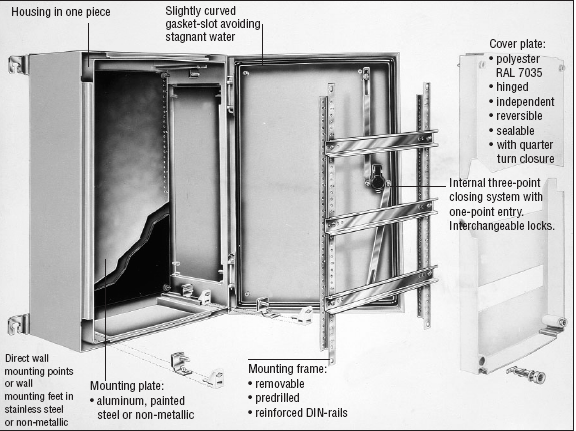 Housing in one piece
Slightly curved
gasket-slot avoiding
stagnant water
Cover plate:
• polyester
RAL 7035
• hinged
• independent
• reversible
• sealable
• with quarter
turn closure
Internal three-point
closing system with
one-point entry.
Interchangeable locks.
Direct wall
mounting points
or wall
mounting feet in
stainless steel
or non-metallic
Mounting plate:
• aluminum, painted
steel or non-metallic
Mounting frame:
• removable
• predrilled
• reinforced DIN-rails